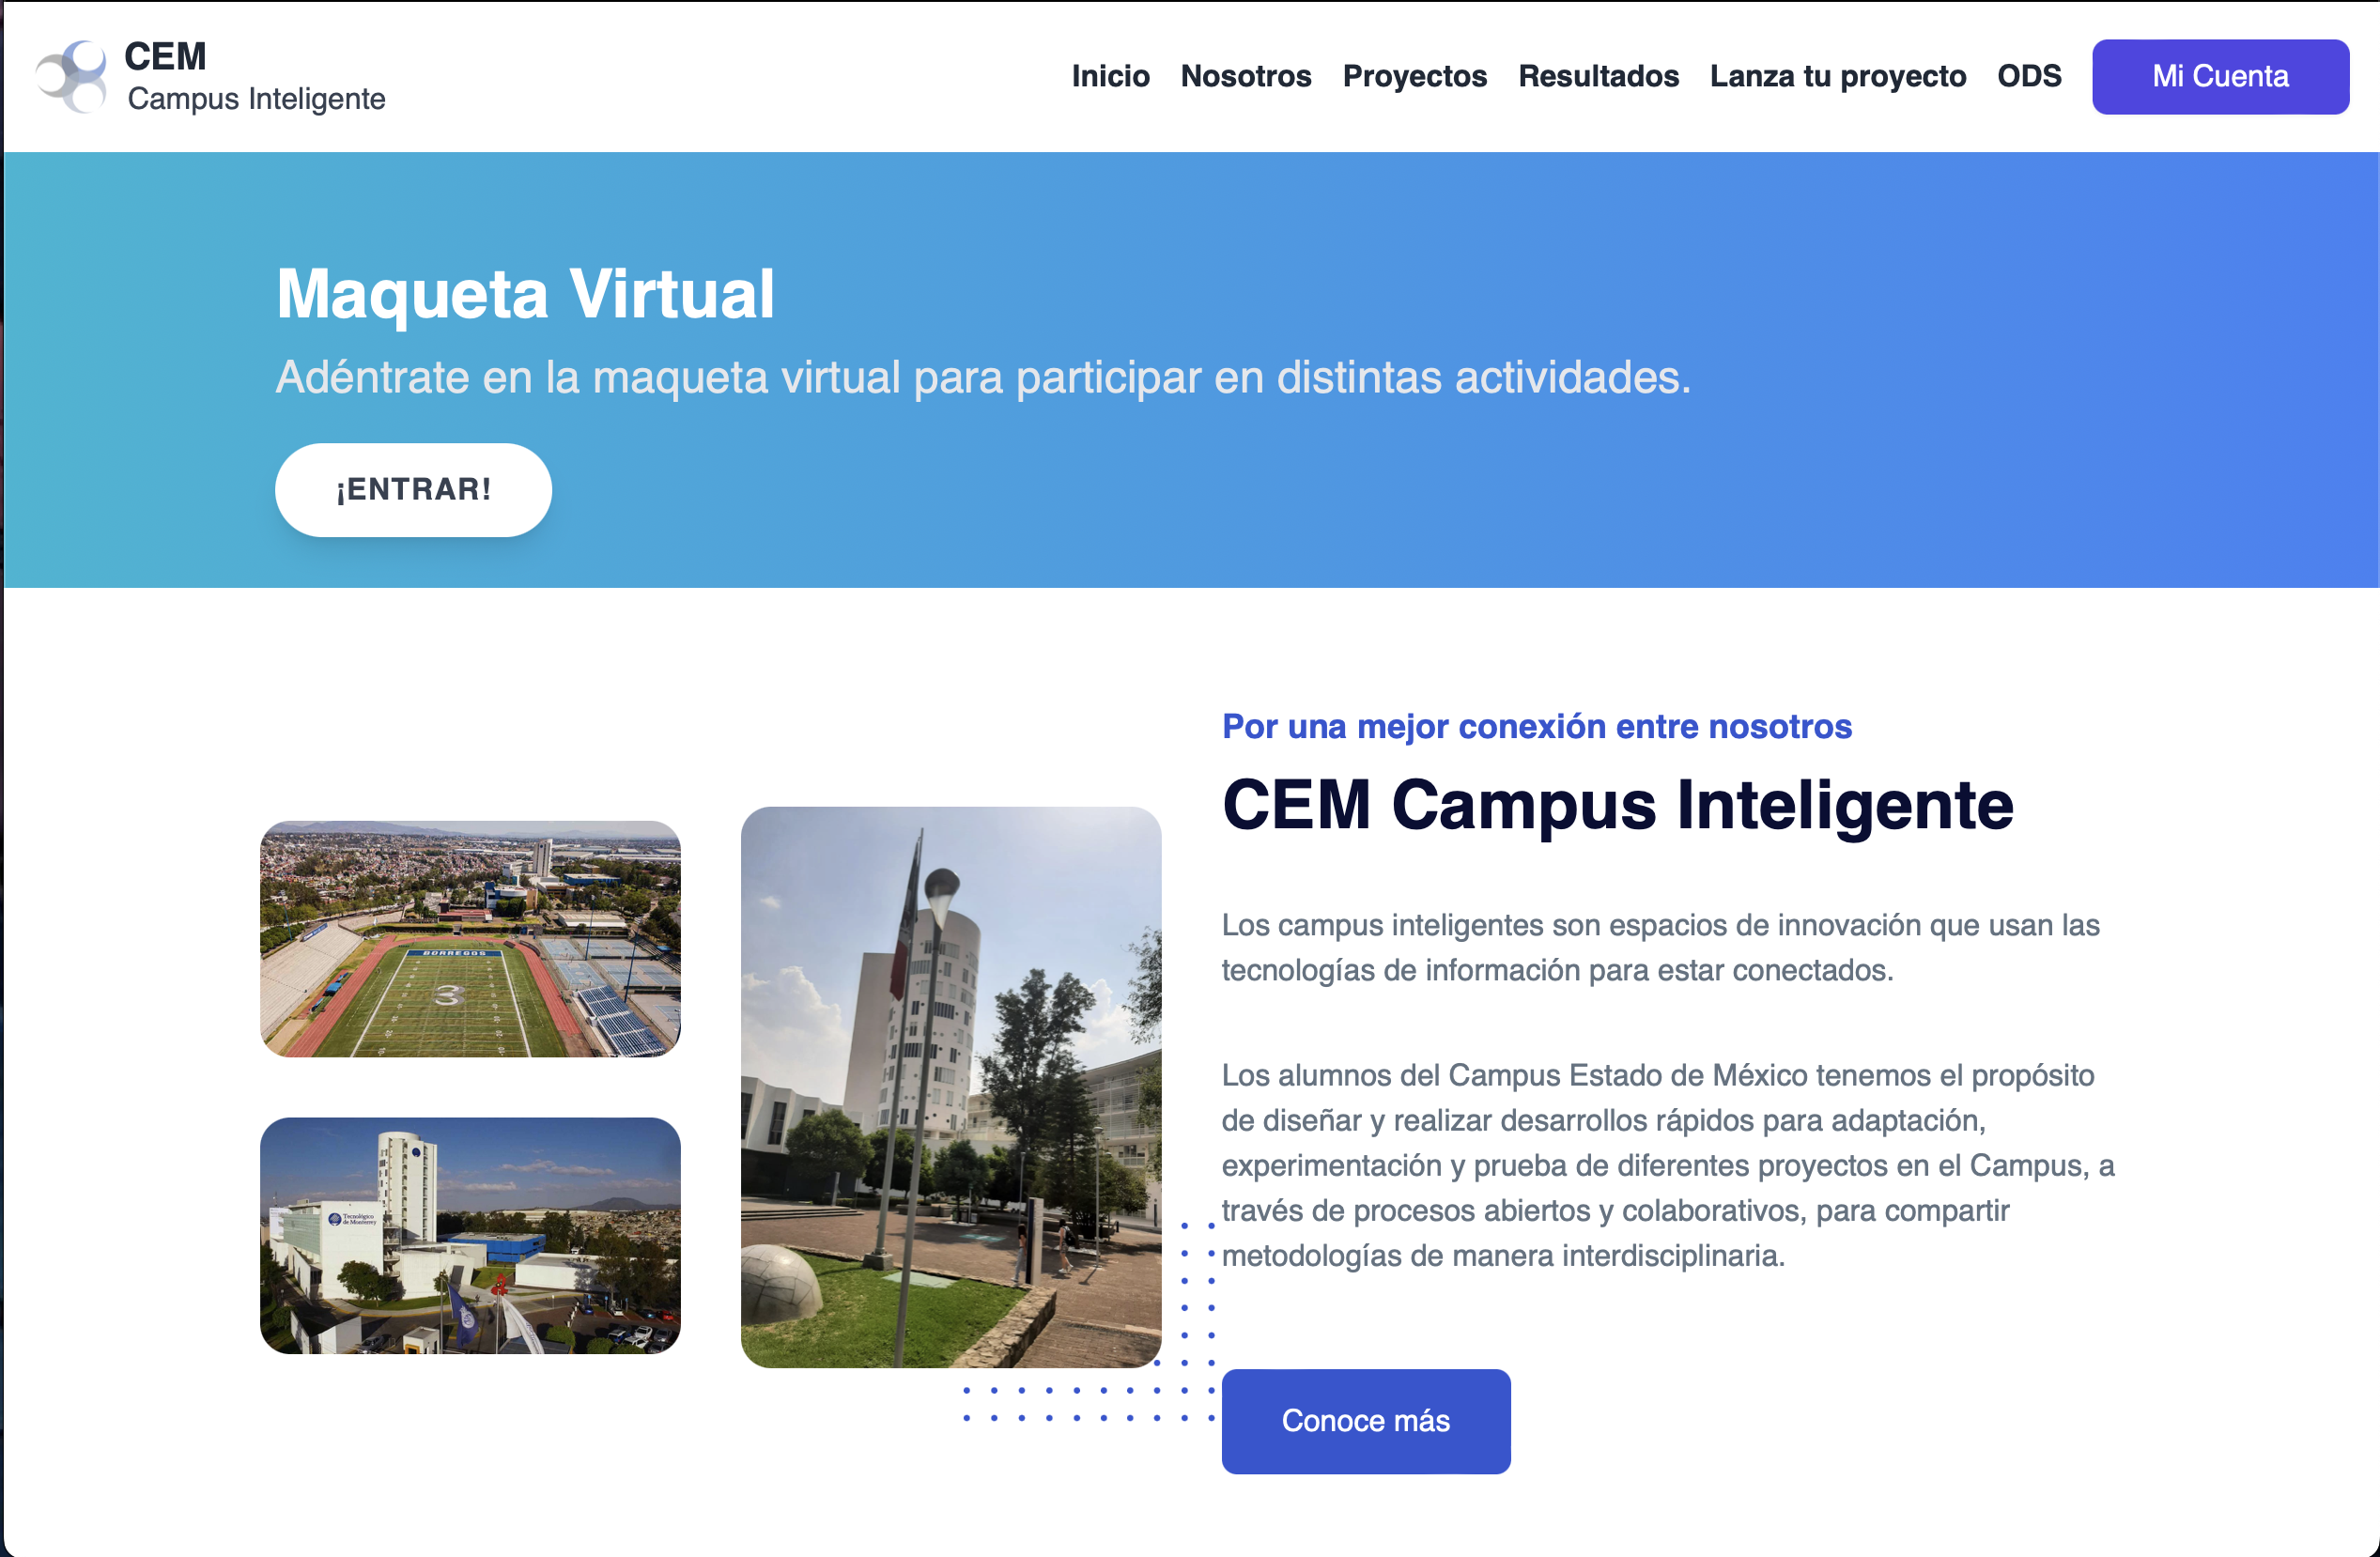 CEM
Campus Inteligente
Inicio Nosotros Proyectos Resultados Lanza tu proyecto ODS Mi Cuenta
Maqueta Virtual
Adéntrate en la maqueta virtual para participar en distintas actividades.
¡ENTRAR!
Por una mejor conexión entre nosotros
CEM Campus Inteligente
Los campus inteligentes son espacios de innovación que usan las
tecnologías de información para estar conectados.
Los alumnos del Campus Estado de México tenemos el propósito
de diseñar y realizar desarrollos rápidos para adaptación,
experimentación y prueba de diferentes proyectos en el Campus, a
través de procesos abiertos y colaborativos, para compartir
metodologías de manera interdisciplinaria.
Conoce más
BORREGOS
Tecnológico
de Monterrey